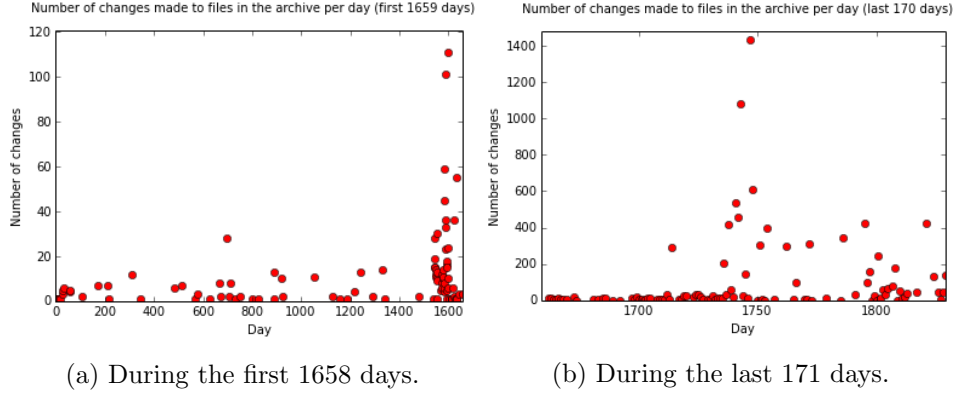 Number of changes made to files in the archive per day (first 1659 days)
120
100
80
60
40
20
0
Number of changes
0 200 400 600 800 1000 1200 1400 1600
Day
(a) During the first 1658 days.
Number of changes made to files in the archive per day (last 170 days)
1400
1200
1000
800
600
400
200
0
Number of changes
1700 1750 1800
Day
(b) During the last 171 days.